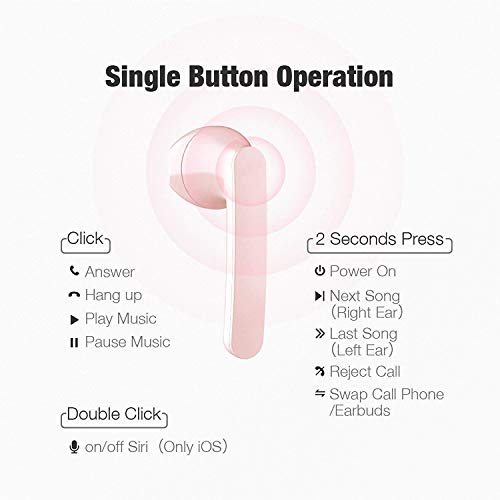 Single Button Operation
Click
Answer
Hang up
Play Music
Pause Music
Double Click
on/off Siri（Only iOS）
2 Seconds Press
Power On
Next Song
（Right Ear）
Last Song
（Left Ear）
Reject Call
Swap Call Phone
/Earbuds